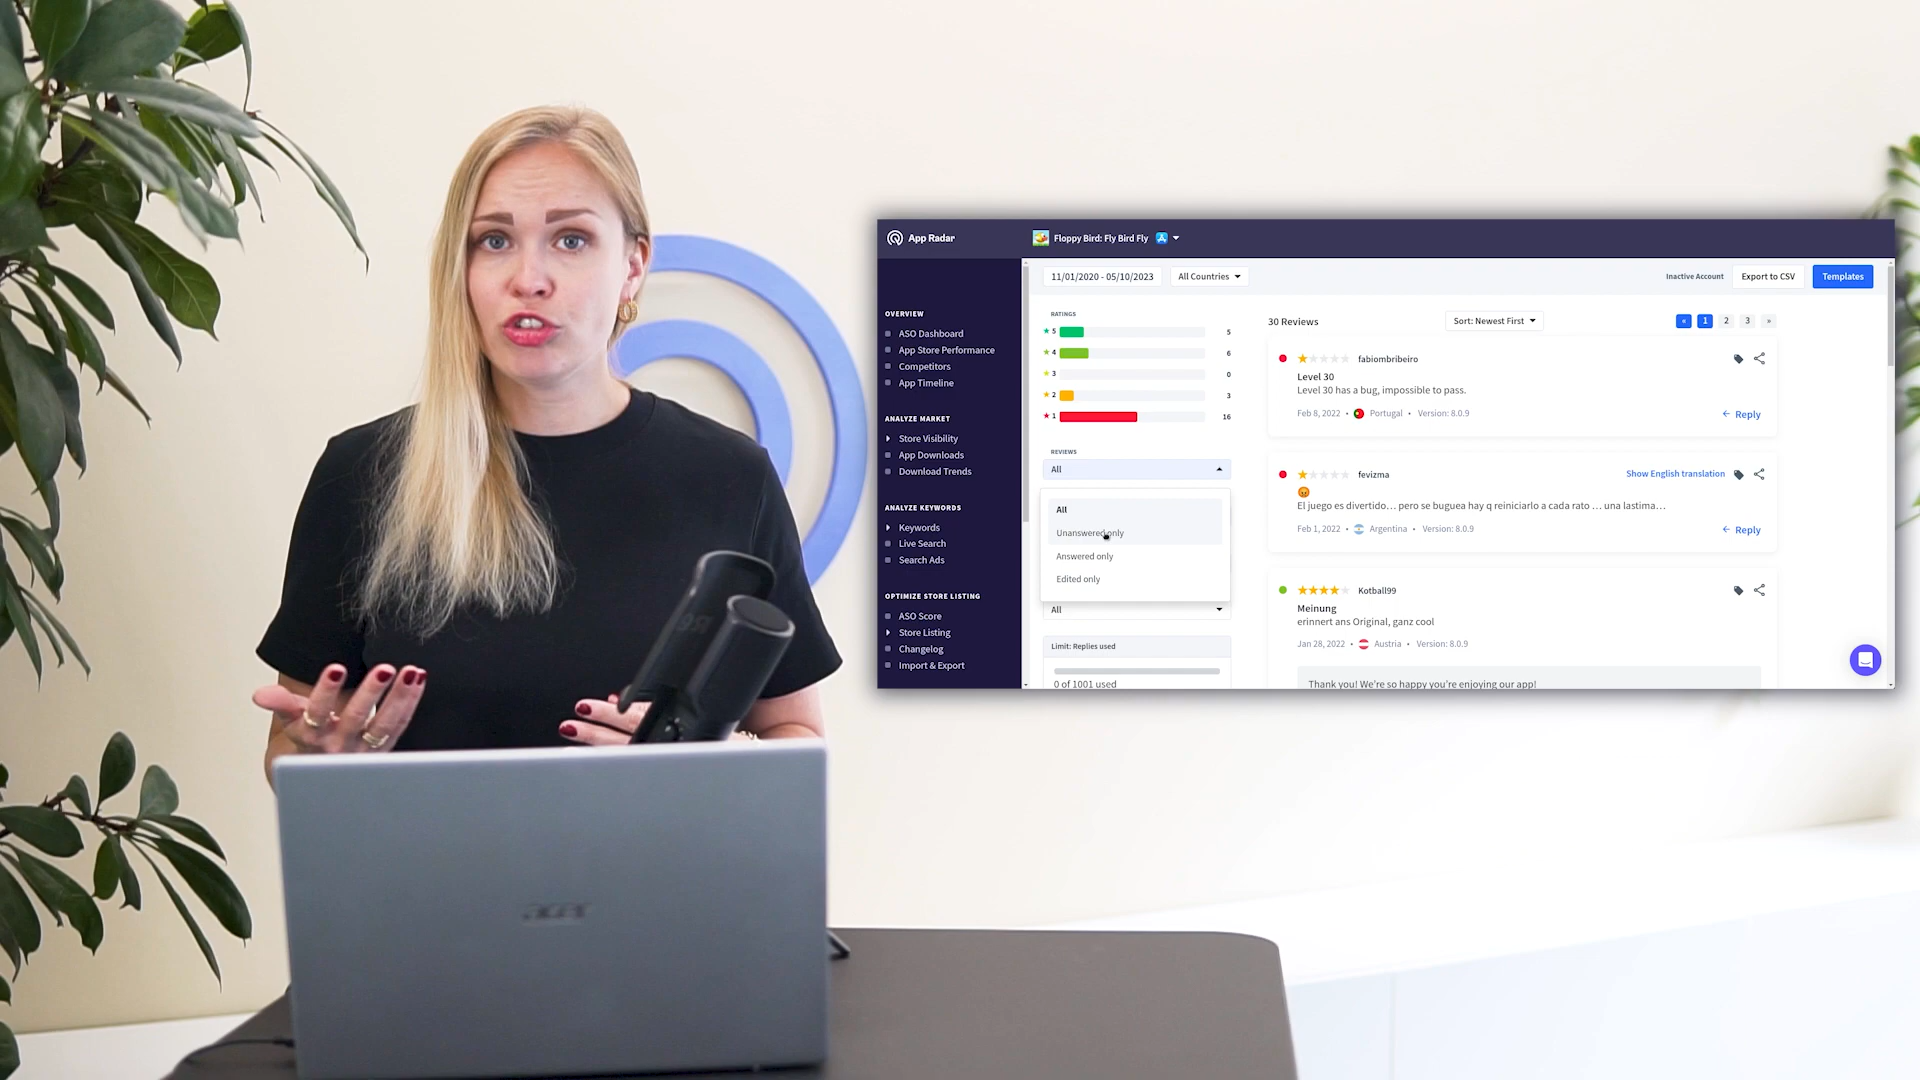 App Radar
Floppy Bird: Fly Bird Fly
11/01/2020 - 05/10/2023
All Countries
Inactive Account
Export to CSV
Templates
OVERVIEW
ASO Dashboard
App Store Performance
Competitors
App Timeline
ANALYZE MARKET
Store Visibility
App Downloads
Download Trends
ANALYZE KEYWORDS
Keywords
Live Search
Search Ads
OPTIMIZE STORE LISTING
ASO Score
Store Listing
Changelog
Import & Export
RATINGS
★ 5 5
★ 4 6
★ 3 0
★ 2 3
★ 1 16
REVIEWS
All
All
Unanswered only
Answered only
Edited only
All
Limit: Replies used
0 of 1001 used
30 Reviews
Sort: Newest First
« 1 2 3 »
fabiombribeiro
Level 30
Level 30 has a bug, impossible to pass.
Feb 8, 2022 • Portugal • Version: 8.0.9
Reply
fevizma
Show English translation
😡
El juego es divertido... pero se buguea hay q reiniciarlo a cada rato ... una lastima...
Feb 1, 2022 • Argentina • Version: 8.0.9
Reply
Kotball99
Meinung
erinnert ans Original, ganz cool
Jan 28, 2022 • Austria • Version: 8.0.9
Thank you! We're so happy you're enjoying our app!
acer